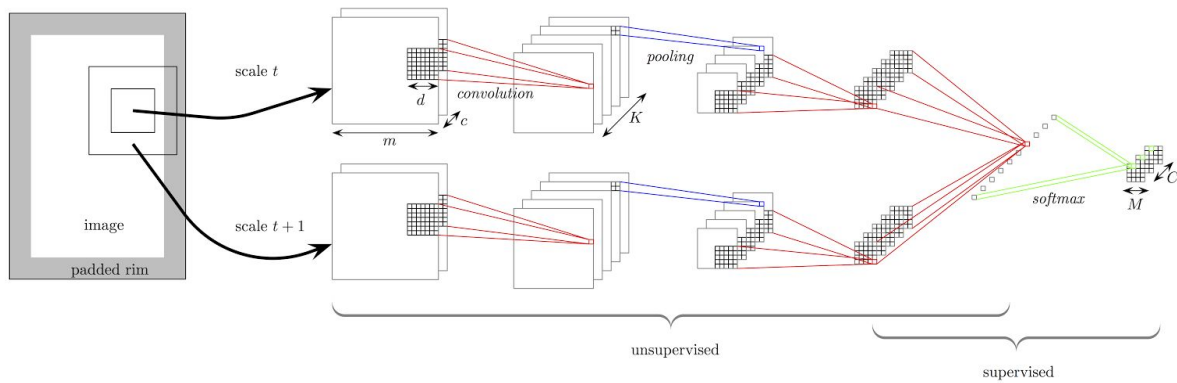 scale t
d
convolution
c
m
K
pooling
image
padded rim
scale t + 1
softmax
M
C
unsupervised
supervised